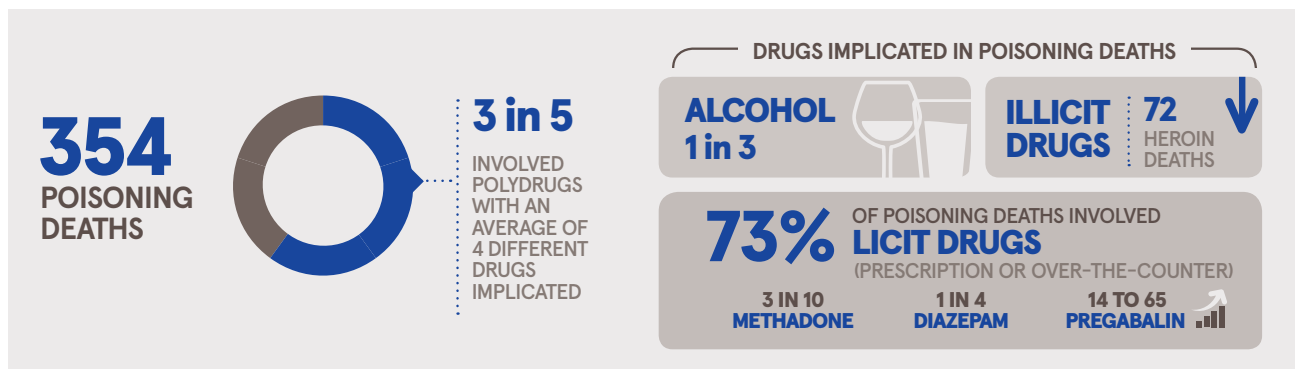 354
POISONING
DEATHS
3 in 5
INVOLVED
POLYDRUGS
WITH AN
AVERAGE OF
4 DIFFERENT
DRUGS
IMPLICATED
DRUGS IMPLICATED IN POISONING DEATHS
ALCOHOL
1 in 3
ILLICIT
DRUGS
72
HEROIN
DEATHS
73%
OF POISONING DEATHS INVOLVED
LICIT DRUGS
(PRESCRIPTION OR OVER-THE-COUNTER)
3 IN 10
METHADONE
1 IN 4
DIAZEPAM
14 TO 65
PREGABALIN